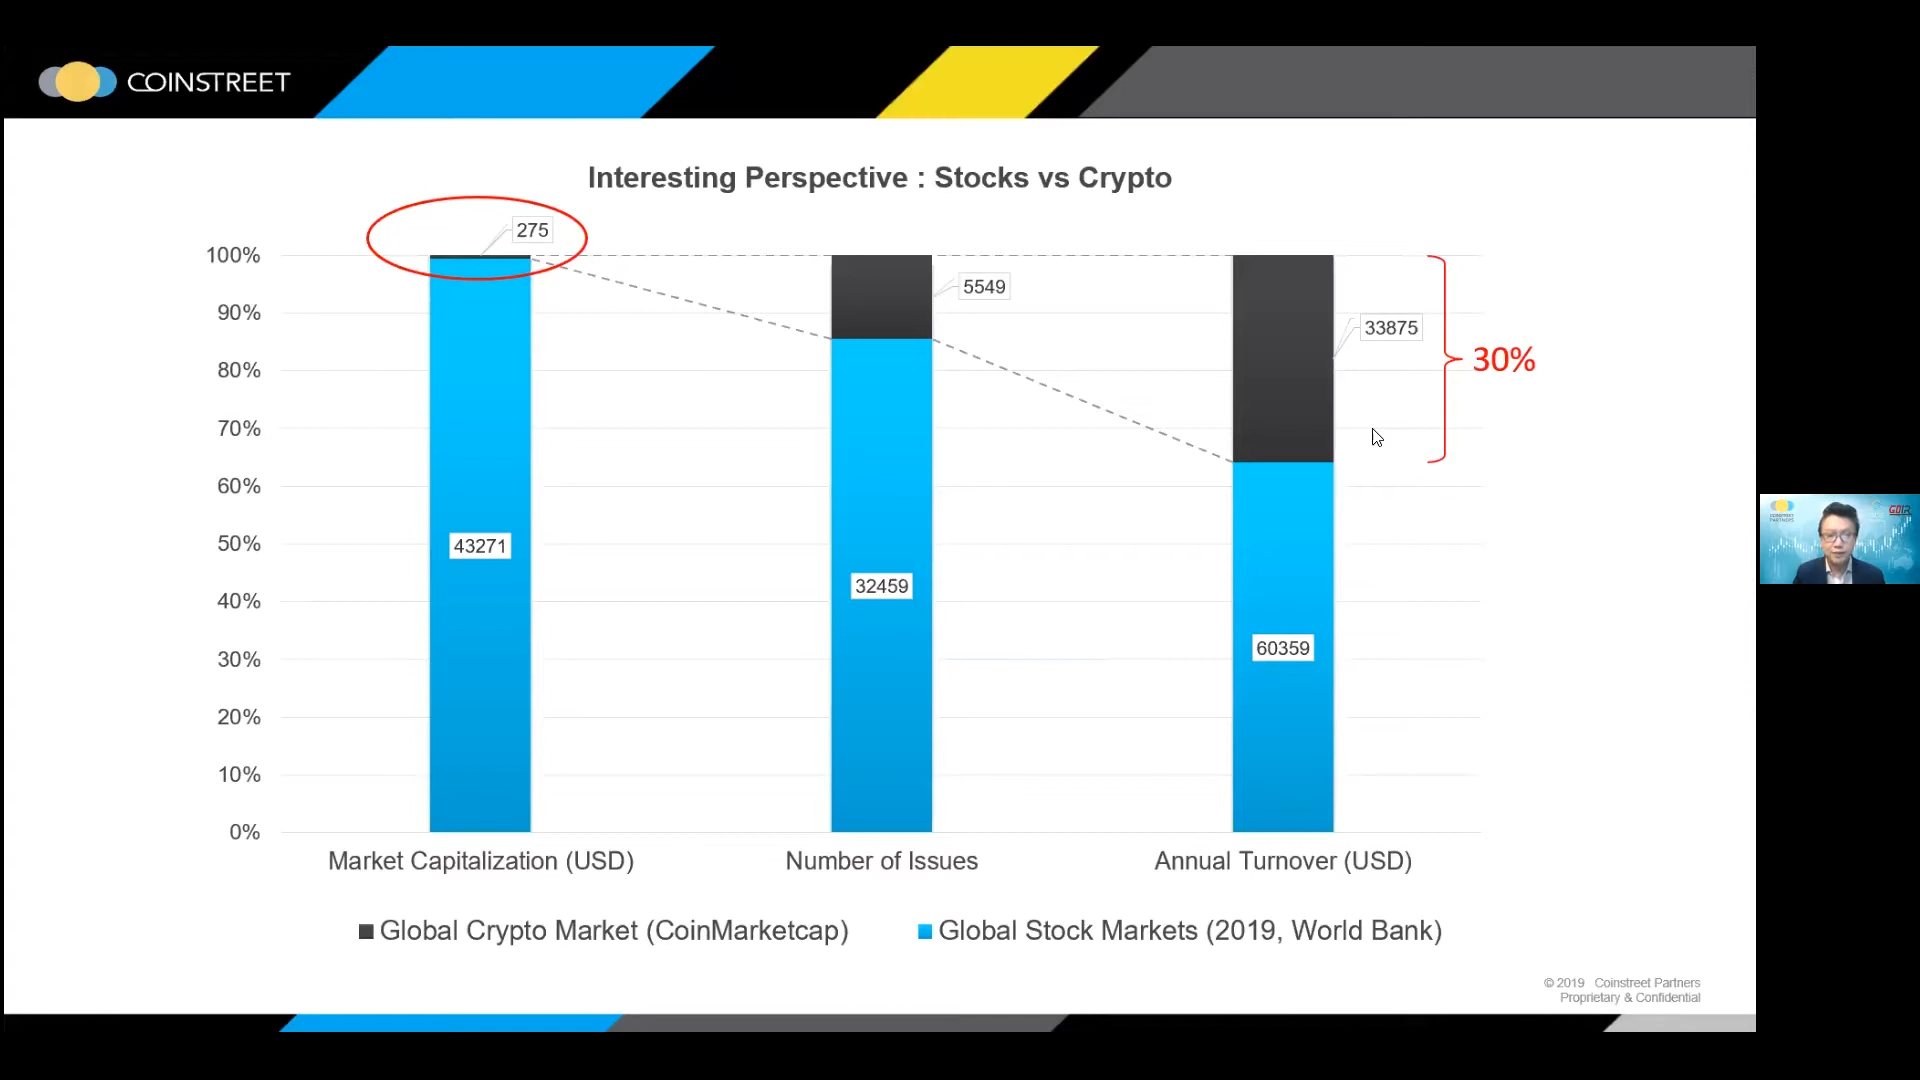 COINSTREET
Interesting Perspective : Stocks vs Crypto
275
100%
5549
90%
33875
30%
80%
70%
60%
50%
43271
32459
40%
60359
30%
20%
10%
0%
Market Capitalization (USD)
Number of Issues
Annual Turnover (USD)
Global Crypto Market (CoinMarketcap)
Global Stock Markets (2019, World Bank)
© 2019 Coinstreet Partners
Proprietary & Confidential